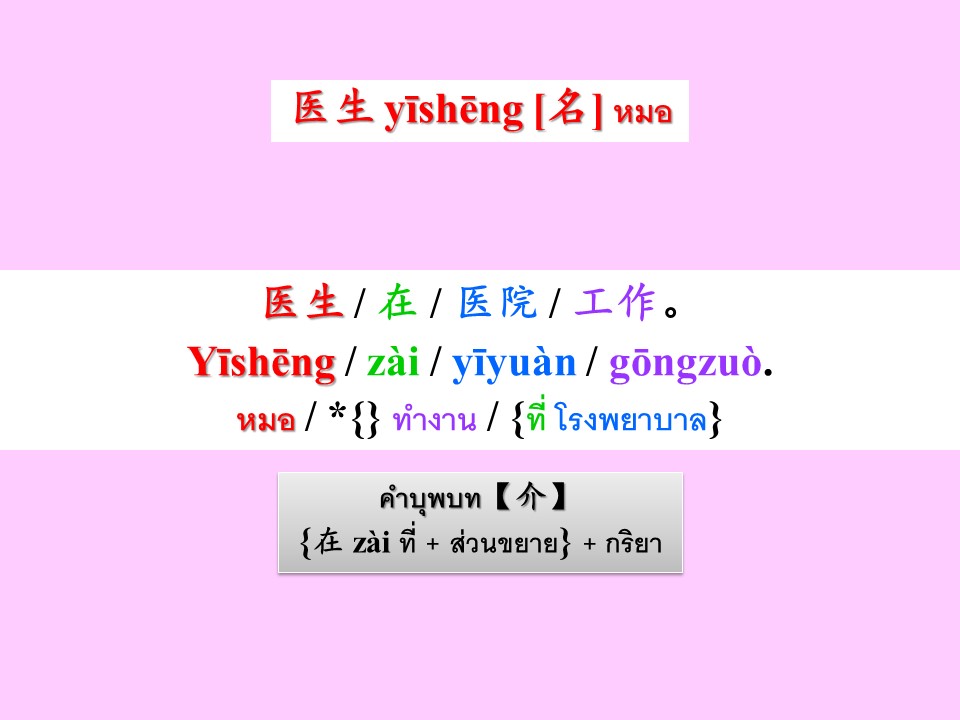 医生 yīshēng [名] หมอ
医生 / 在 / 医院 / 工作。
Yīshēng / zài / yīyuàn / gōngzuò.
หมอ / *{} ทำงาน / {ที่ โรงพยาบาล}
คำบุพบท【介】
{在 zài ที่ + ส่วนขยาย} + กริยา